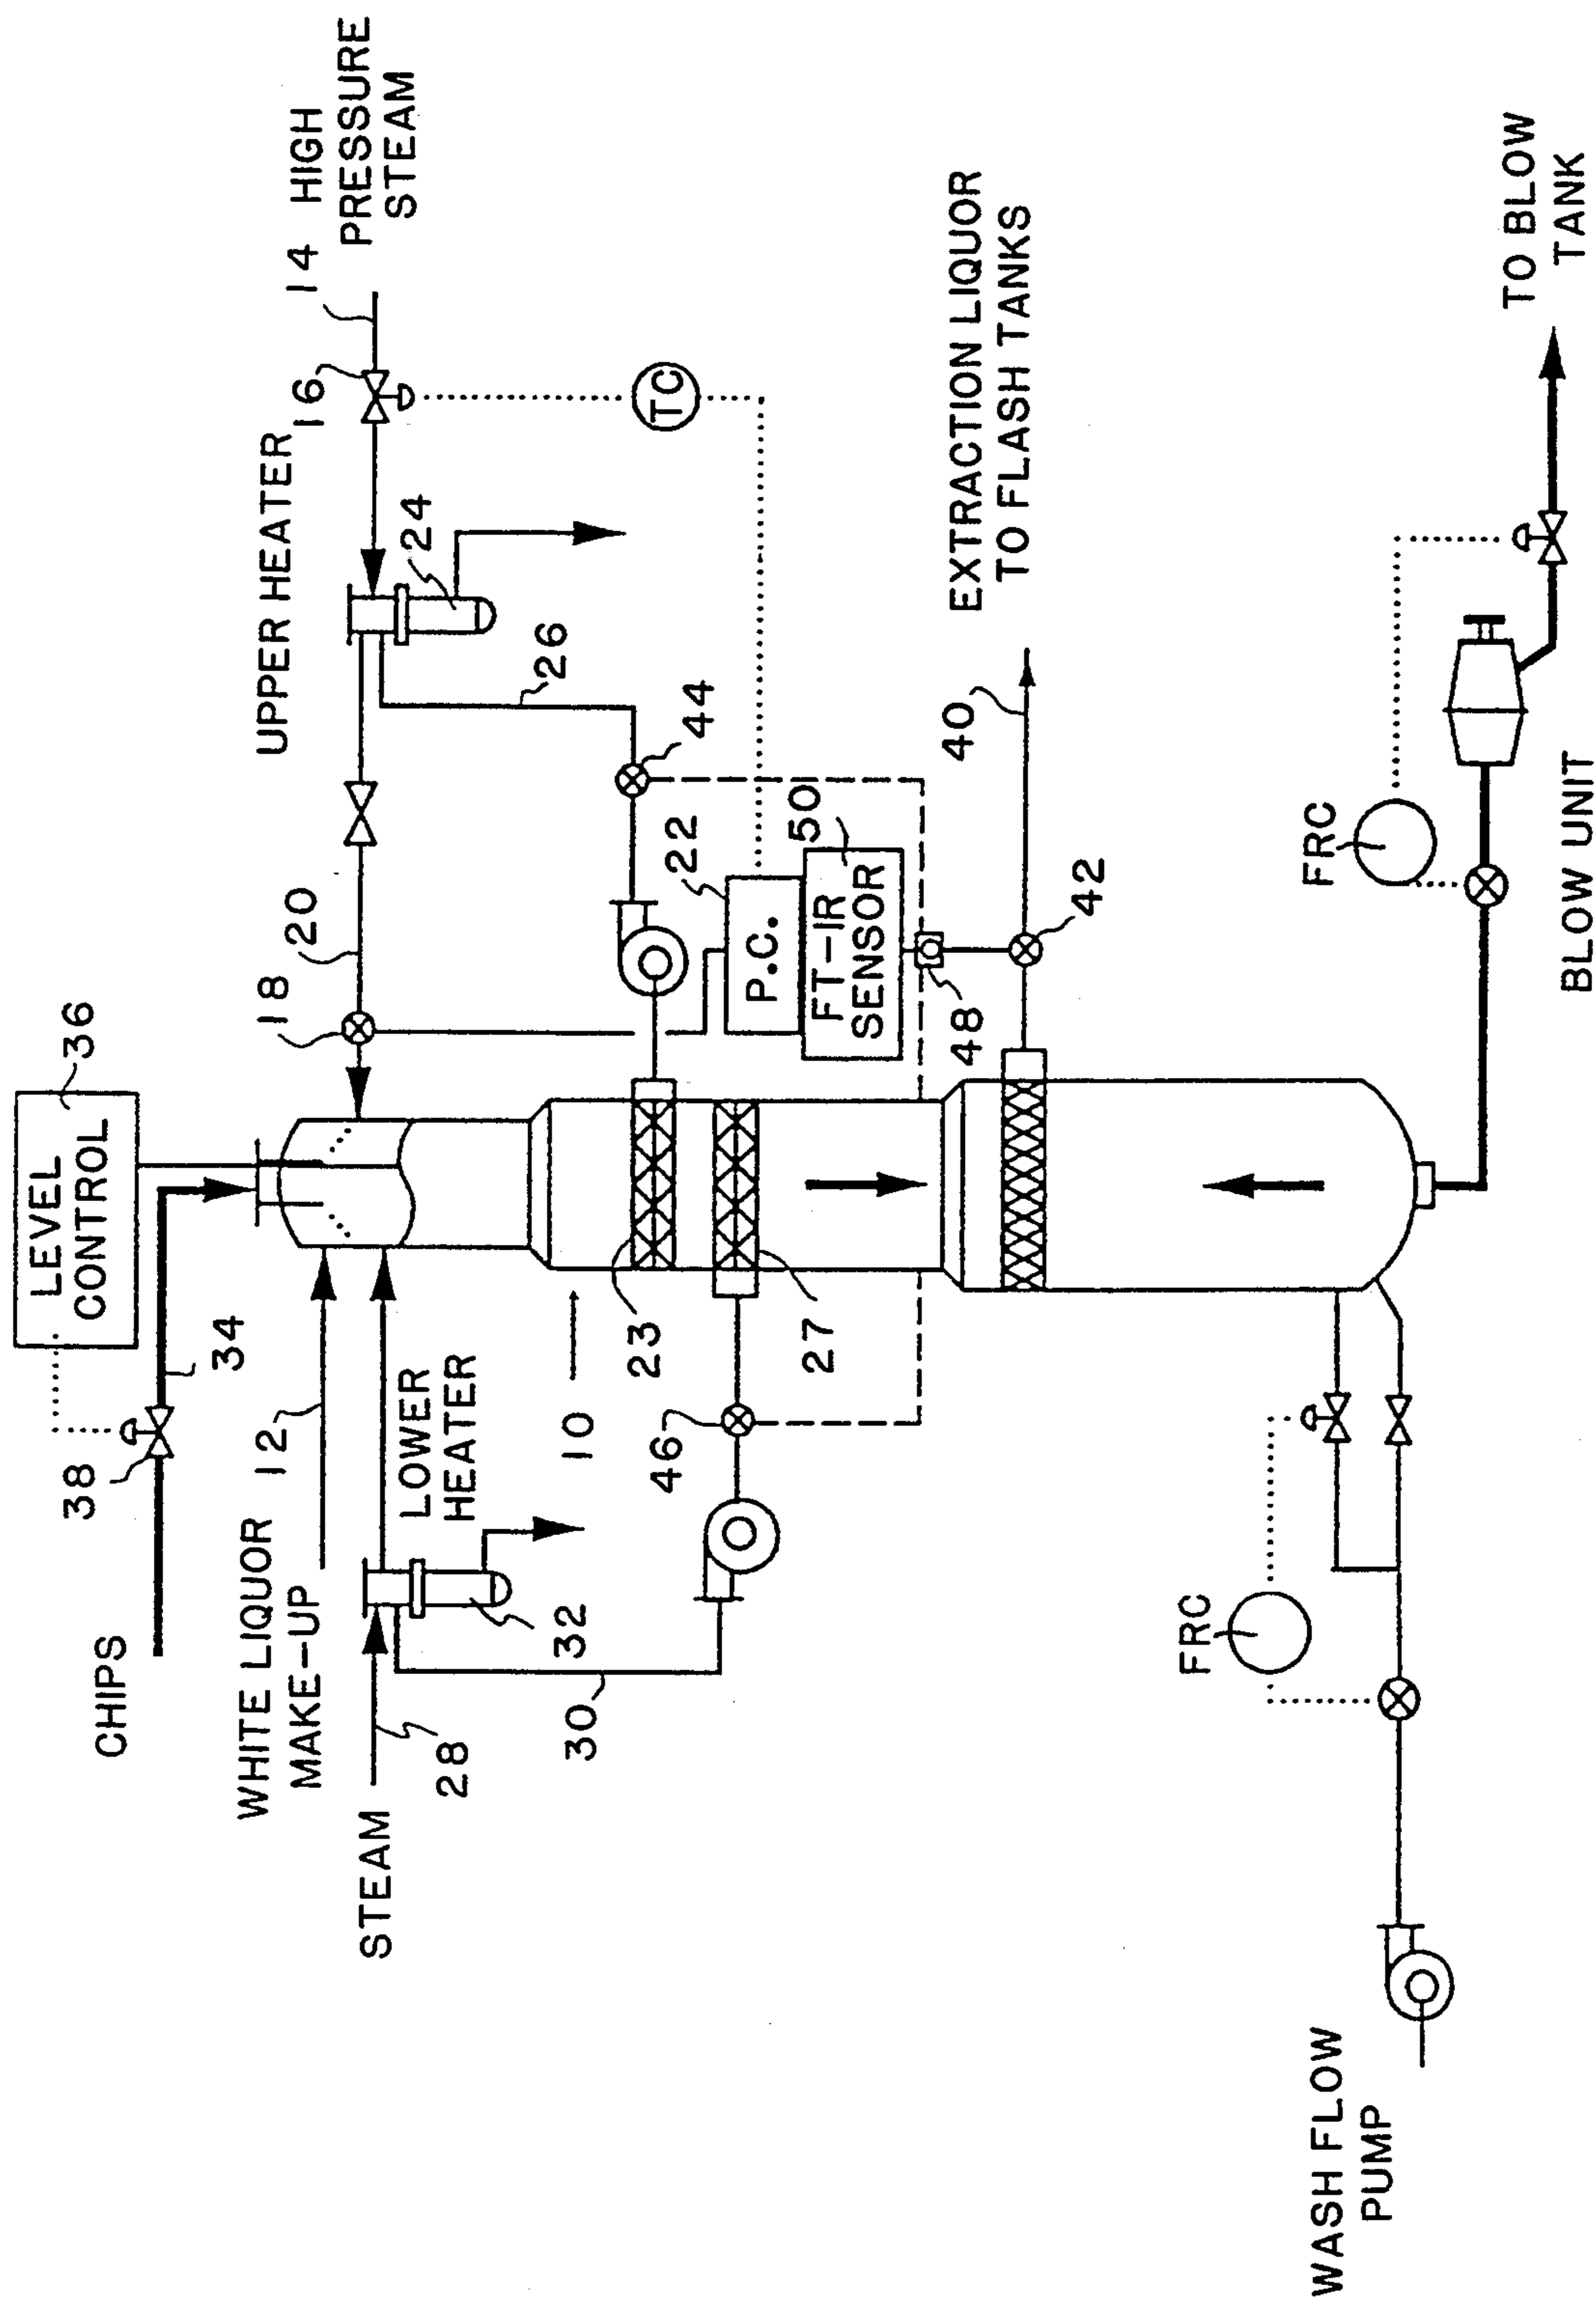 LEVEL
CONTROL
36
34
38
CHIPS
12
WHITE LIQUOR
MAKE-UP
STEAM
28
LOWER
HEATER
32
30
10
23
27
46
18
20
UPPER HEATER
16
14 HIGH
PRESSURE
STEAM
24
26
44
TC
22
P.C.
50
FT-IR
SENSOR
48
42
40
EXTRACTION LIQUOR
TO FLASH TANKS
FRC
BLOW UNIT
TO BLOW
TANK
FRC
WASH FLOW
PUMP